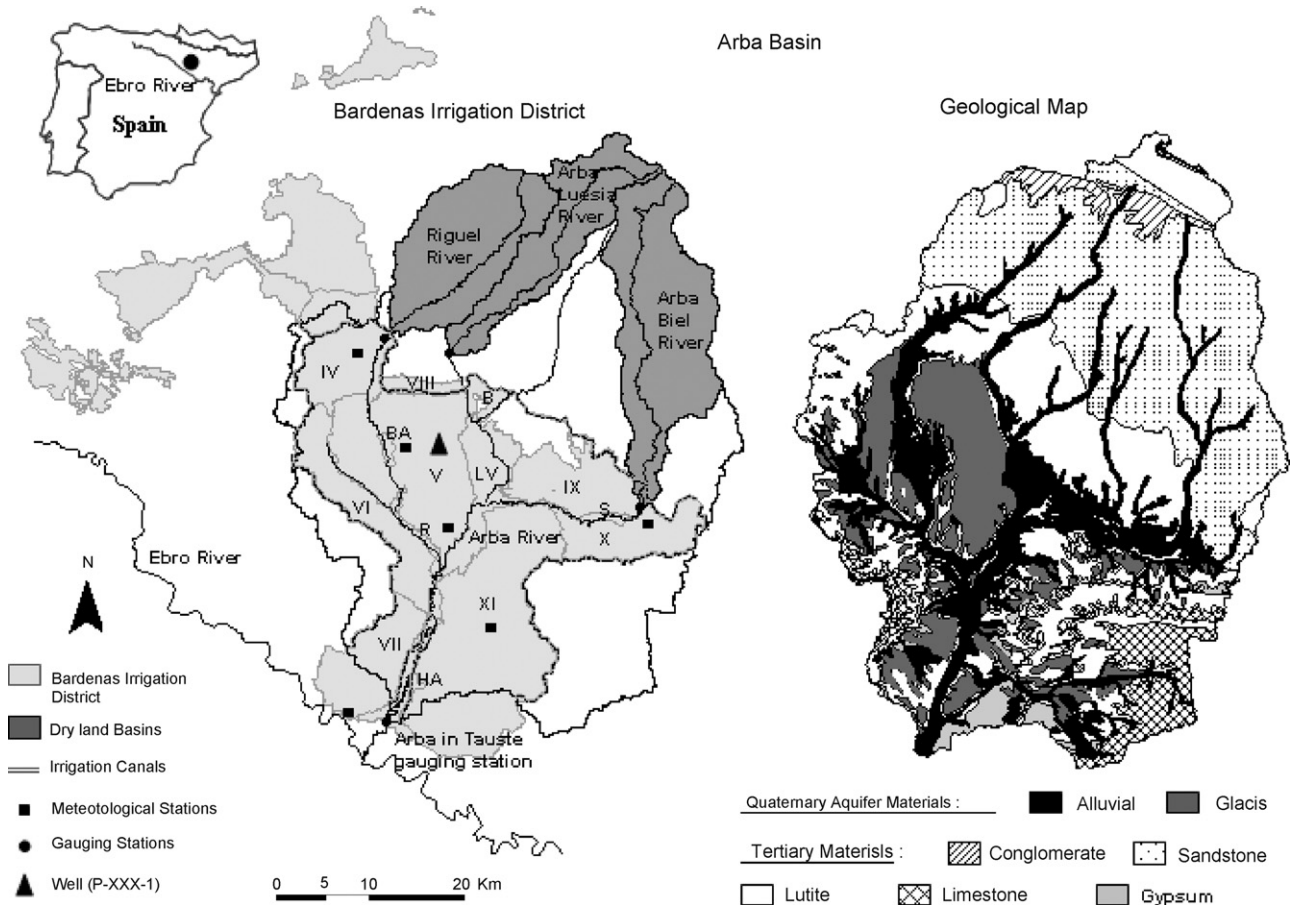 Arba Basin
Ebro River
Spain
Bardenas Irrigation District
Geological Map
Arba
Luesia
River
Riguel
River
Arba
Biel
River
IV
VIII
B
BA
V
LV
IX
VI
S
R
Arba River
X
Ebro River
N
XI
VII
HA
Arba in Tauste
gauging station
Bardenas Irrigation
District
Dry land Basins
Irrigation Canals
Meteotological Stations
Gauging Stations
Well (P-XXX-1)
0 5 10 20 Km
Quaternary Aquifer Materials :
Alluvial
Glacis
Tertiary Materisls :
Conglomerate
Sandstone
Lutite
Limestone
Gypsum